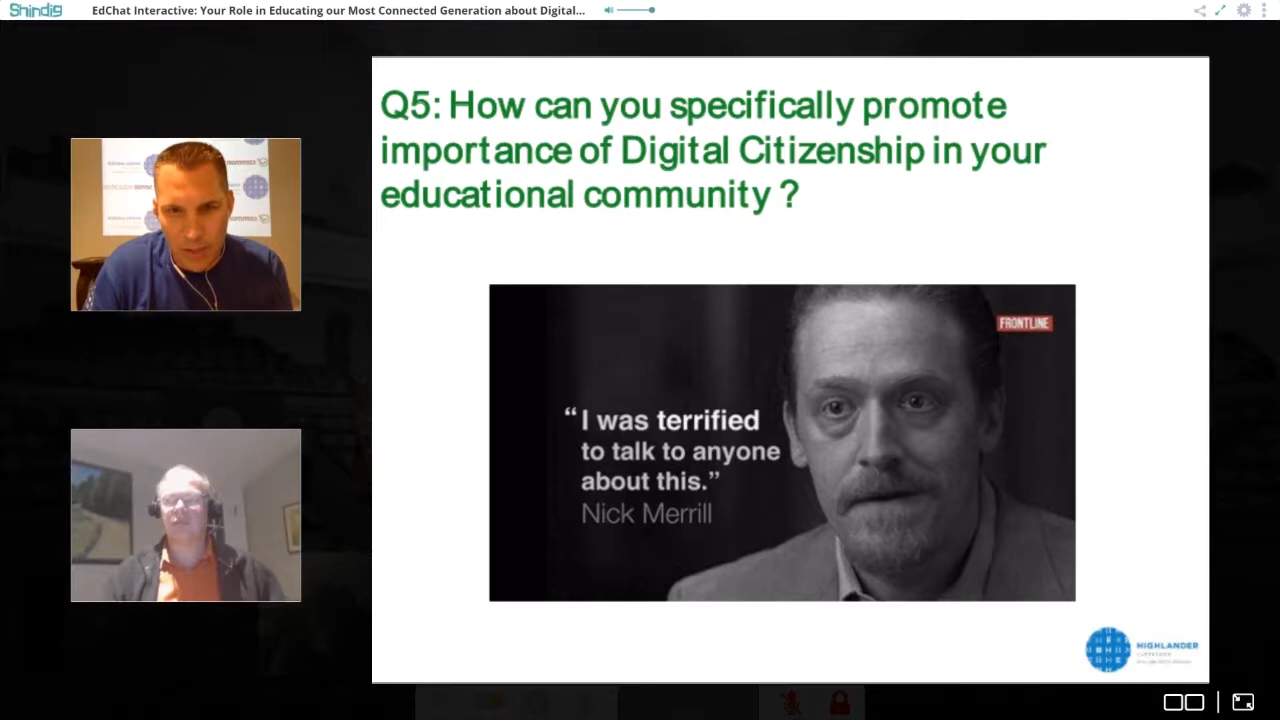 Shindig
EdChat Interactive: Your Role in Educating our Most Connected Generation about Digital...
Q5: How can you specifically promote
importance of Digital Citizenship in your
educational community ?
FRONTLINE
“I was terrified
to talk to anyone
about this.”
Nick Merrill
HIGHLANDER